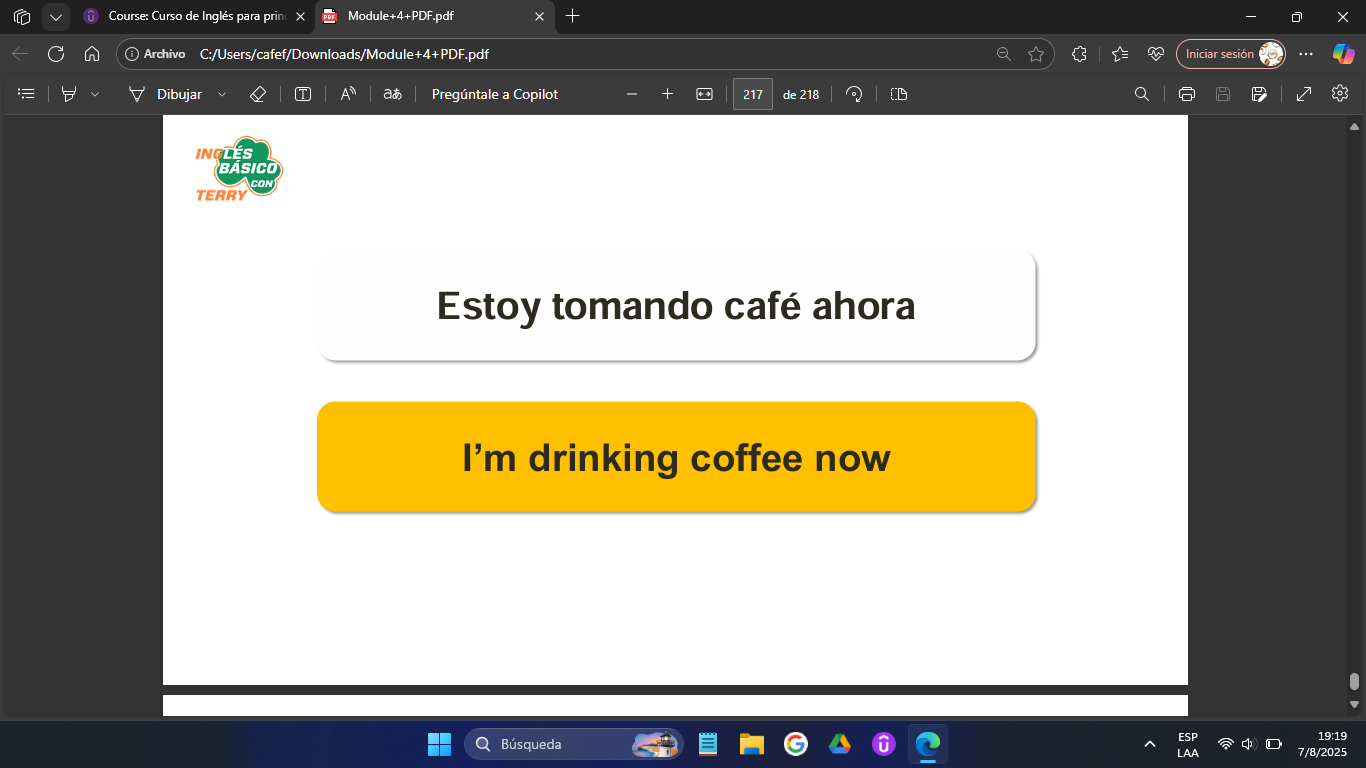 Course: Curso de Inglés para prin
Module+4+PDF.pdf
Archivo
C:/Users/cafef/Downloads/Module+4+PDF.pdf
Iniciar sesión
Dibujar
Pregúntale a Copilot
217
de 218
INGLÉS
BÁSICO
CON
TERRY
Estoy tomando café ahora
I'm drinking coffee now
Búsqueda
ESP
LAA
19:19
7/8/2025